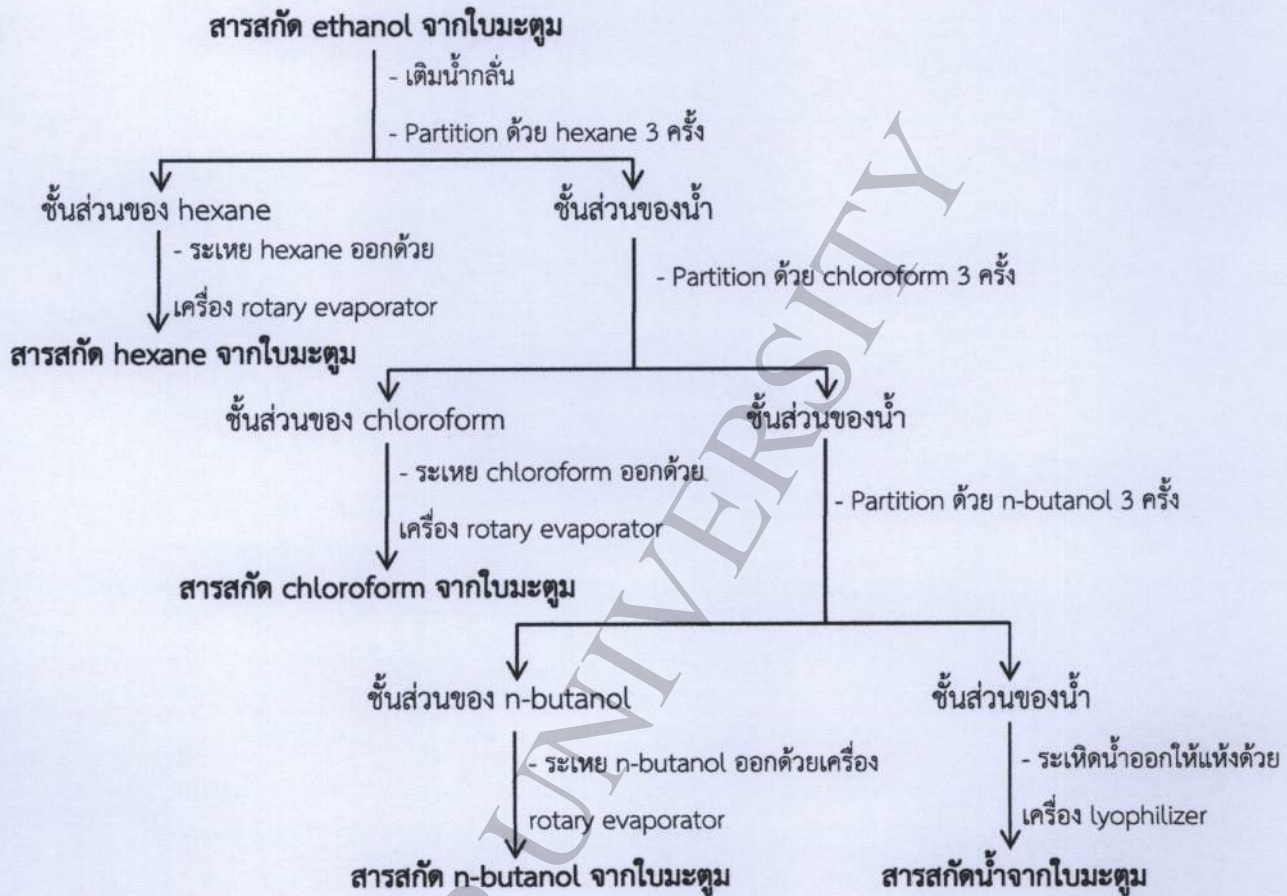 สารสกัด ethanol จากใบมะตูม
- เติมน้ำกลั่น
- Partition ด้วย hexane 3 ครั้ง
ชั้นส่วนของ hexane
ชั้นส่วนของน้ำ
- ระเหย hexane ออกด้วย
เครื่อง rotary evaporator
- Partition ด้วย chloroform 3 ครั้ง
สารสกัด hexane จากใบมะตูม
ชั้นส่วนของ chloroform
ชั้นส่วนของน้ำ
- ระเหย chloroform ออกด้วย
เครื่อง rotary evaporator
- Partition ด้วย n-butanol 3 ครั้ง
สารสกัด chloroform จากใบมะตูม
ชั้นส่วนของ n-butanol
ชั้นส่วนของน้ำ
- ระเหย n-butanol ออกด้วยเครื่อง
rotary evaporator
- ระเหิดน้ำออกให้แห้งด้วย
เครื่อง lyophilizer
สารสกัด n-butanol จากใบมะตูม
สารสกัดน้ำจากใบมะตูม
UNIVERSITY